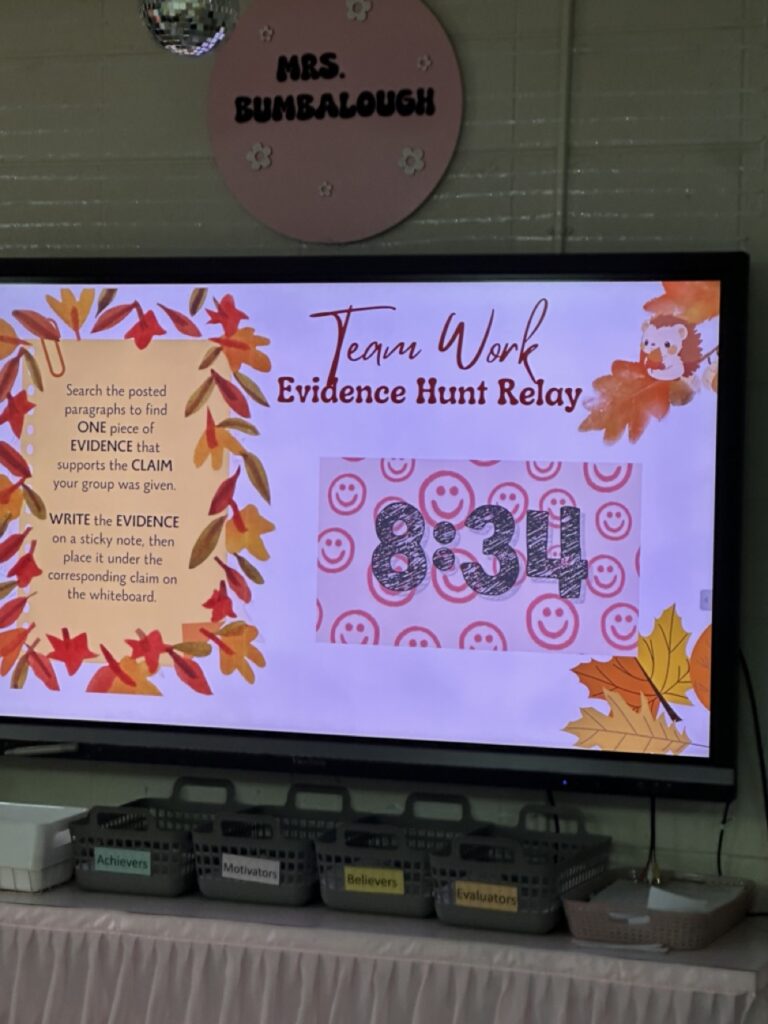 MRS.
BUMBALOUGH
Team Work
Evidence Hunt Relay
Search the posted
paragraphs to find
ONE piece of
EVIDENCE that
supports the CLAIM
your group was given.
WRITE the EVIDENCE
on a sticky note, then
place it under the
corresponding claim on
the whiteboard.
8:34
Achievers
Motivators
Believers
Evaluators